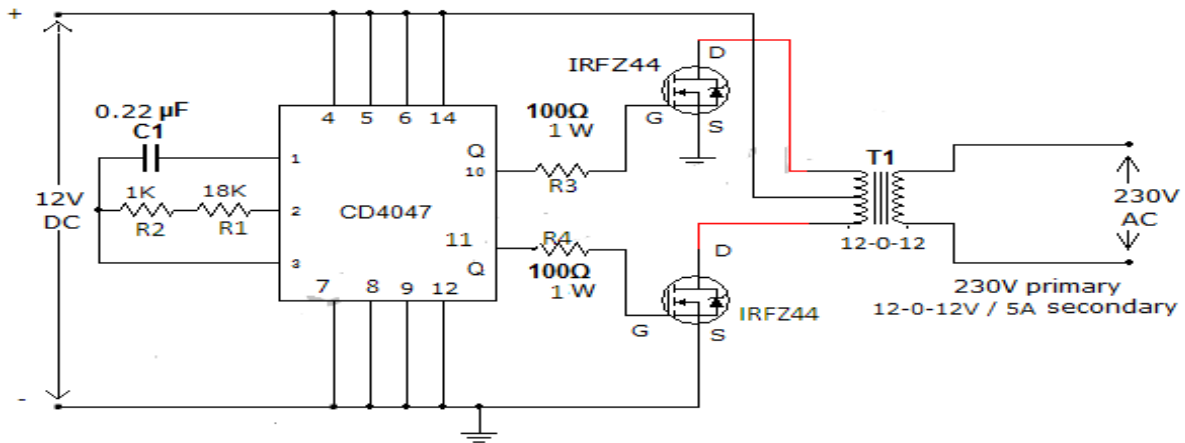 +
12V
DC
-
0.22 µF
C1
1K
R2
18K
R1
4 5 6 14
1
2
3
CD4047
Q
10
11
Q
7 8 9 12
100Ω
1 W
R3
R4
100Ω
1 W
IRFZ44
D
G
S
D
G
S
IRFZ44
T1
12-0-12
230V
AC
230V primary
12-0-12V / 5A secondary